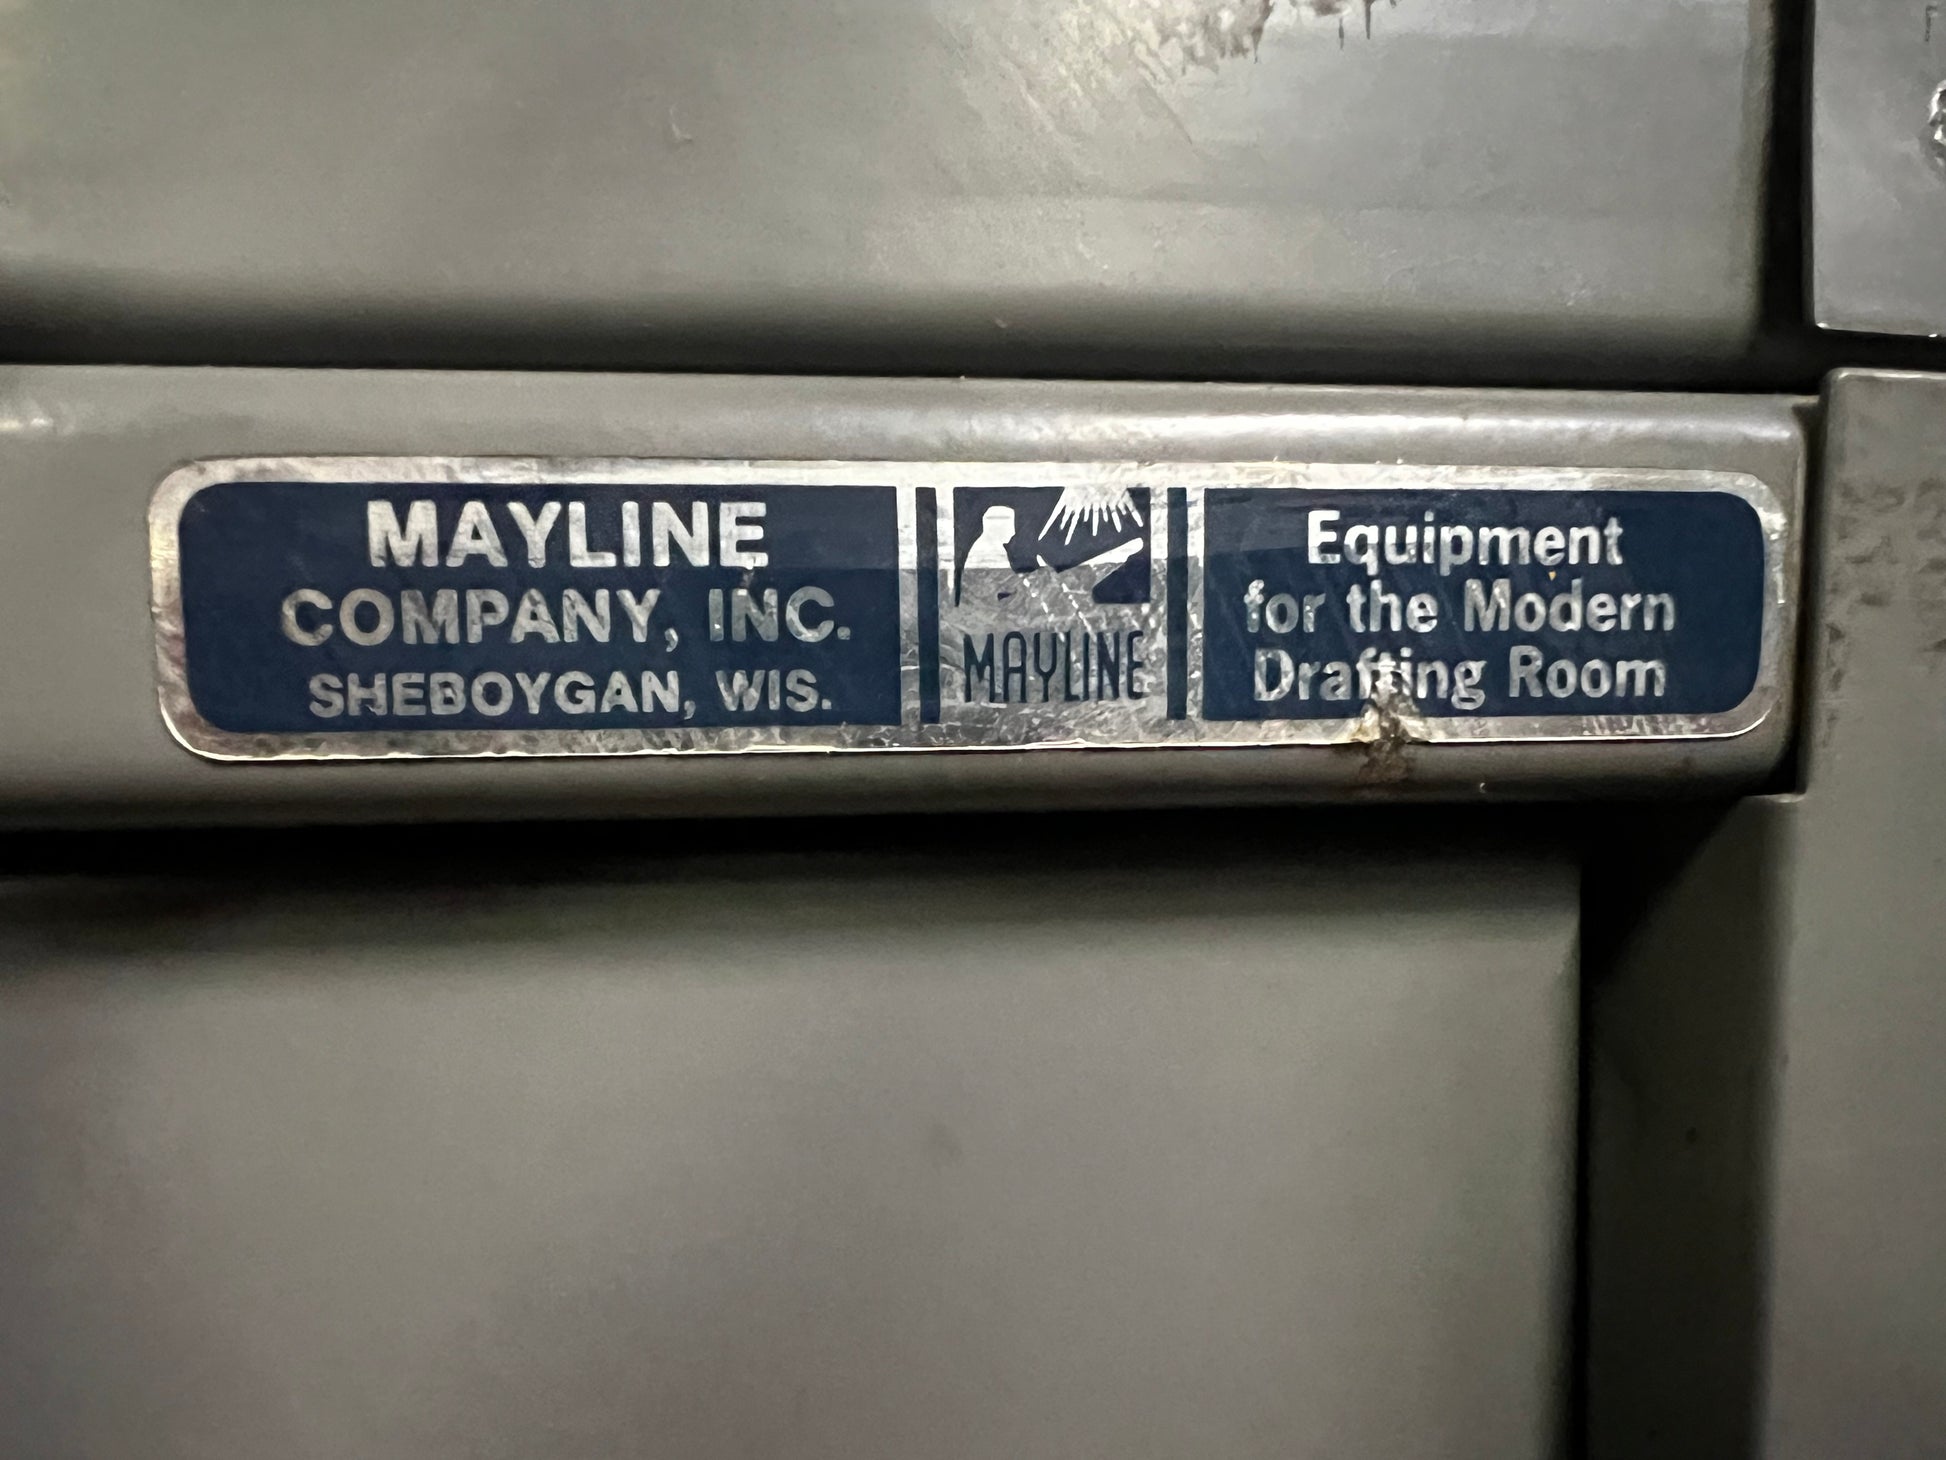 MAYLINE
COMPANY, INC.
SHEBOYGAN, WIS.
MAYLINE
Equipment
for the Modern
Drafting Room